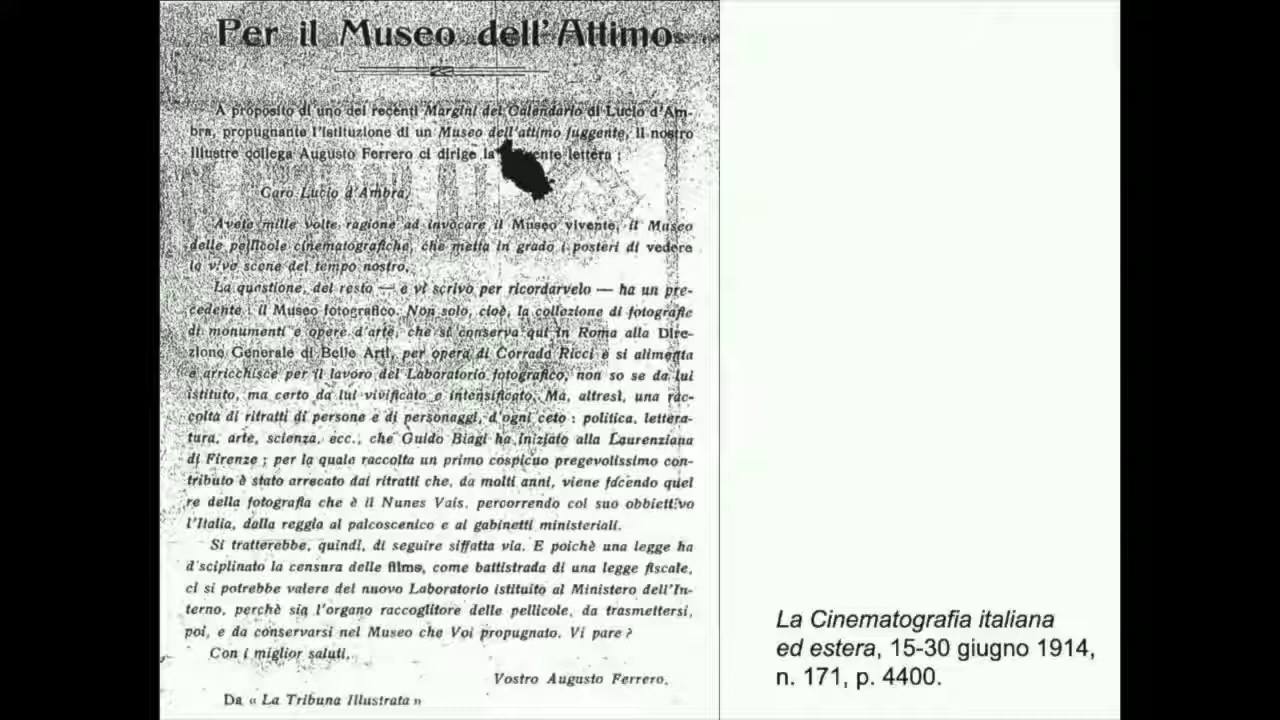 Per il Museo dell'Attimo
A proposito di uno dei recenti Margini del Calendario di Lucio d'Am-
bra, propugnante l'istituzione di un Museo dell'attimo fuggente, il nostro
illustre collega Augusto Ferrero ci dirige la ente lettera :
Caro Lucio d'Ambra,
Avete mille volte ragione ad invocare il Museo vivente, il Museo
delle pellicole cinematografiche, che metta in grado i posteri di vedere
le vive scene del tempo nostro.
La questione, del resto — e vi scrivo per ricordarvelo — ha un pre-
cedente : il Museo fotografico. Non solo, cioè, la collezione di fotografie
di monumenti e opere d'arte, che si conserva qui in Roma alla Dire-
zione Generale di Belle Arti, per opera di Corrado Ricci e si alimenta
e arricchisce per il lavoro del Laboratorio fotografico, non so se da lui
istituito, ma certo da lui vivificato e intensificato. Ma, altresì, una rac-
colta di ritratti di persone e di personaggi, d'ogni ceto : politica, lettera-
tura, arte, scienza, ecc., che Guido Biagi ha iniziato alla Laurenziana
di Firenze ; per la quale raccolta un primo cospicuo pregevolissimo con-
tributo è stato arrecato dai ritratti che, da molti anni, viene facendo quel
re della fotografia che è il Nunes Vais, percorrendo col suo obbiettivo
l'Italia, dalla reggia al palcoscenico e ai gabinetti ministeriali.
Si tratterebbe, quindi, di seguire siffatta via. E poichè una legge ha
d'sciplinato la censura delle films, come battistrada di una legge fiscale,
ci si potrebbe valere del nuovo Laboratorio istituito al Ministero dell'In-
terno, perchè sia l'organo raccoglitore delle pellicole, da trasmettersi,
poi, e da conservarsi nel Museo che Voi propugnate. Vi pare ?
Con i miglior saluti,
Vostro Augusto Ferrero.
Da « La Tribuna Illustrata »
La Cinematografia italiana
ed estera, 15-30 giugno 1914,
n. 171, p. 4400.